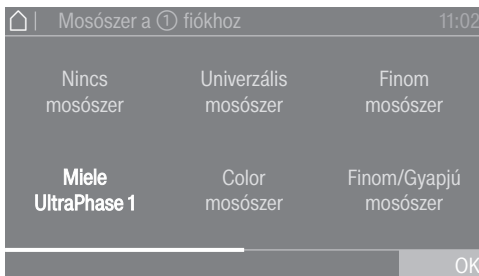 Mosószer a ① fiókhoz 11:02
Nincs
mosószer
Univerzális
mosószer
Finom
mosószer
Miele
UltraPhase 1
Color
mosószer
Finom/Gyapjú
mosószer
OK